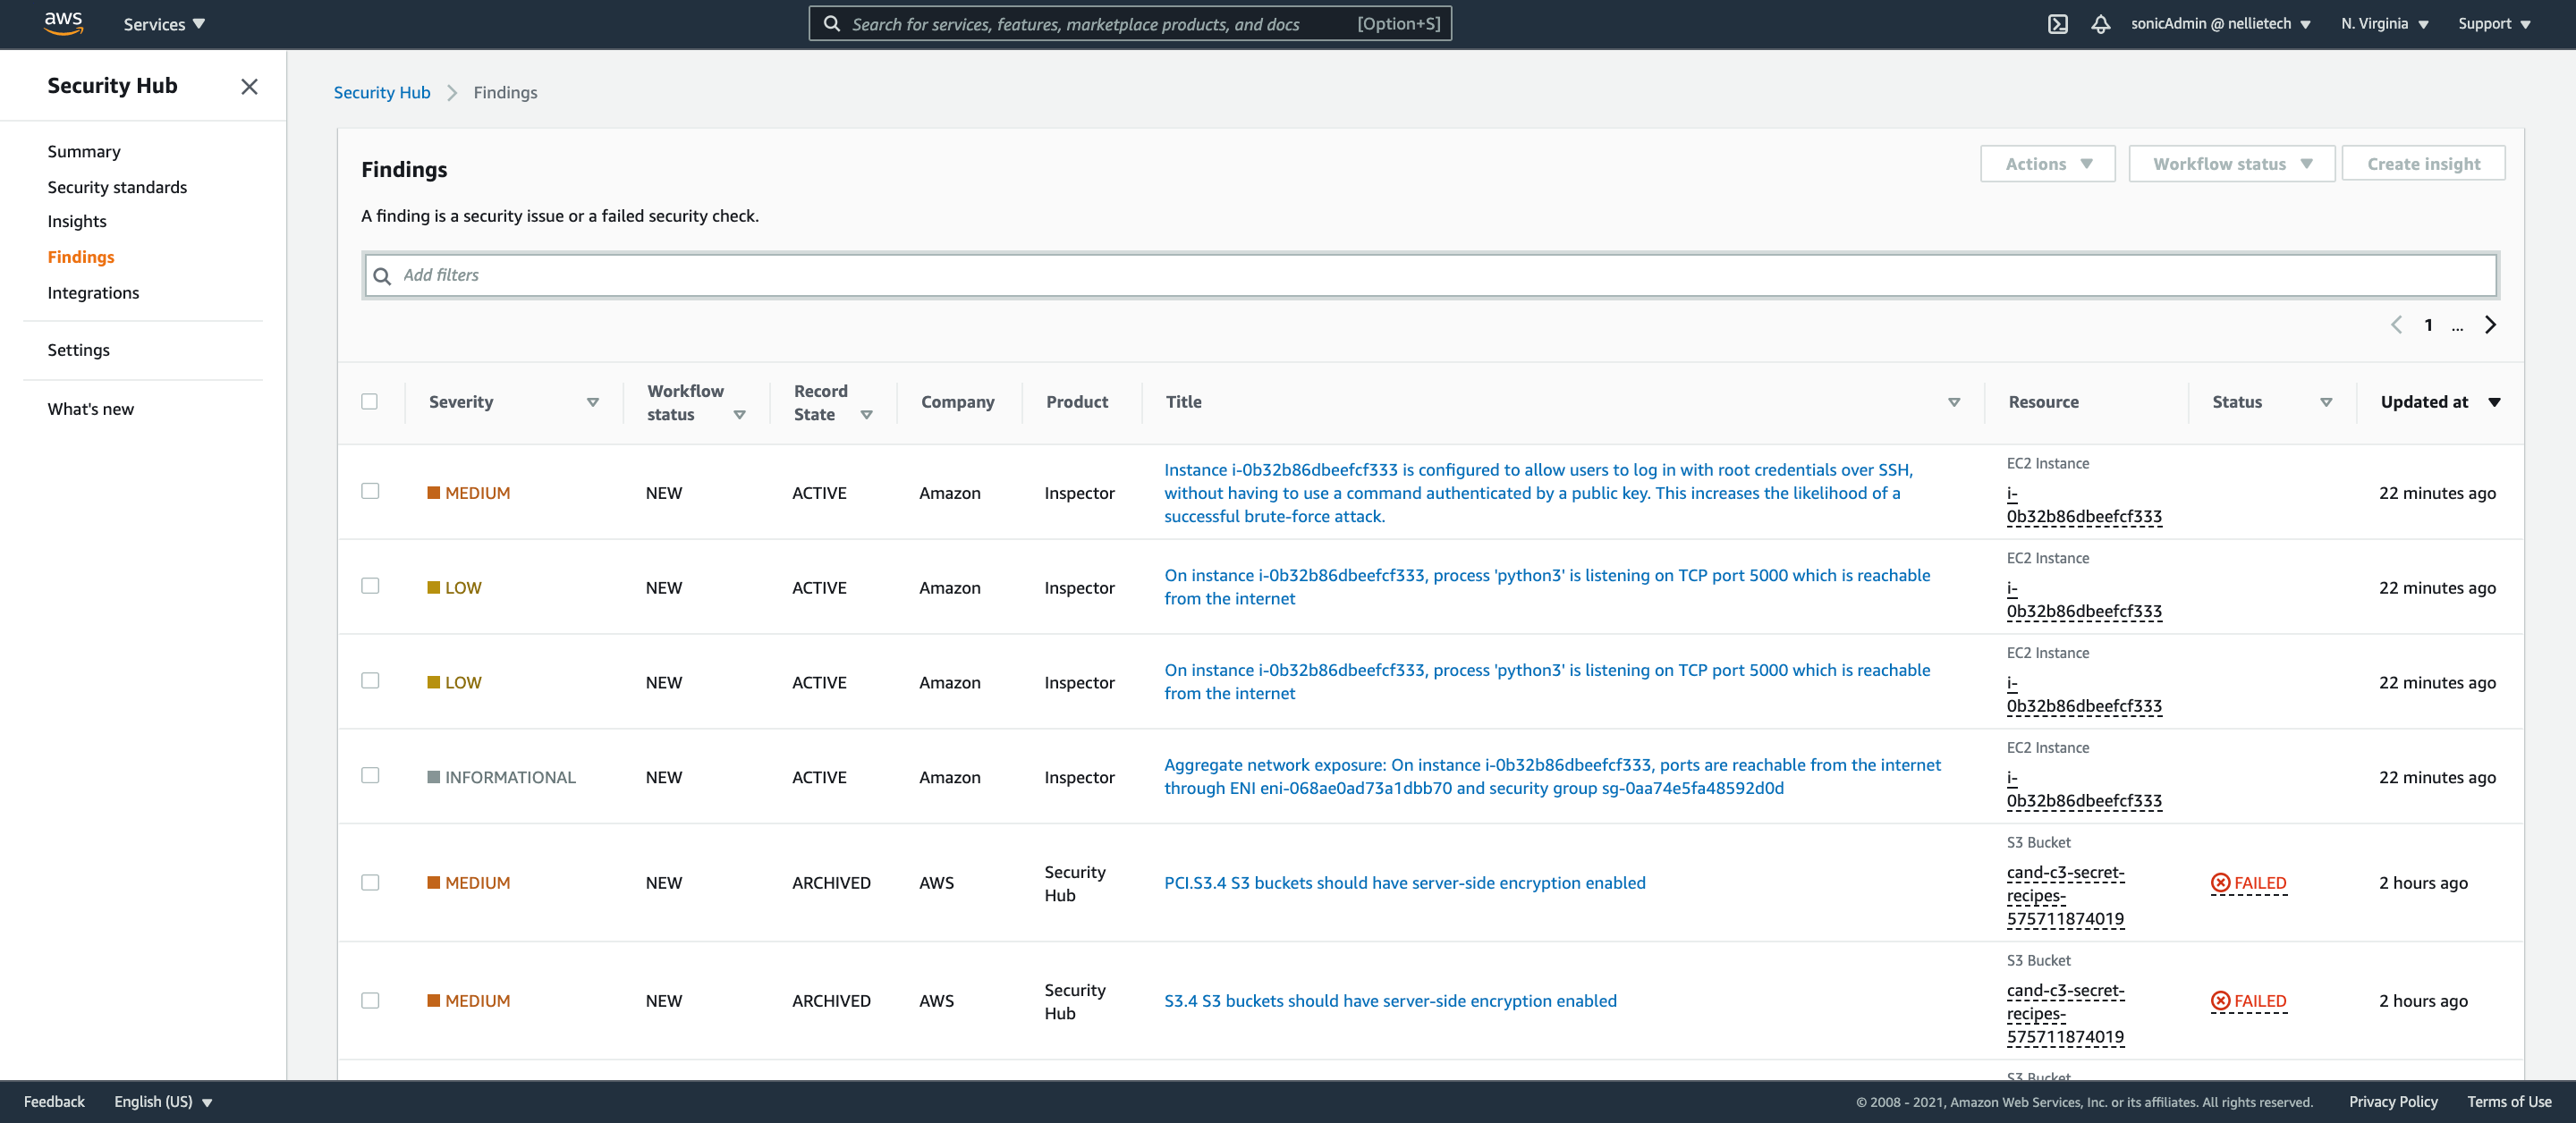 aws
Services
Search for services, features, marketplace products, and docs
[Option+S]
sonicAdmin @ nellietech
N. Virginia
Support
Security Hub
Summary
Security standards
Insights
Findings
Integrations
Settings
What's new
Security Hub
Findings
Findings
Actions
Workflow status
Create insight
A finding is a security issue or a failed security check.
Add filters
1 ...
Severity
Workflow
status
Record
State
Company
Product
Title
Resource
Status
Updated at
MEDIUM
NEW
ACTIVE
Amazon
Inspector
Instance i-0b32b86dbeefcf333 is configured to allow users to log in with root credentials over SSH,
without having to use a command authenticated by a public key. This increases the likelihood of a
successful brute-force attack.
EC2 Instance
i-
0b32b86dbeefcf333
22 minutes ago
LOW
NEW
ACTIVE
Amazon
Inspector
On instance i-0b32b86dbeefcf333, process 'python3' is listening on TCP port 5000 which is reachable
from the internet
EC2 Instance
i-
0b32b86dbeefcf333
22 minutes ago
LOW
NEW
ACTIVE
Amazon
Inspector
On instance i-0b32b86dbeefcf333, process 'python3' is listening on TCP port 5000 which is reachable
from the internet
EC2 Instance
i-
0b32b86dbeefcf333
22 minutes ago
INFORMATIONAL
NEW
ACTIVE
Amazon
Inspector
Aggregate network exposure: On instance i-0b32b86dbeefcf333, ports are reachable from the internet
through ENI eni-068ae0ad73a1dbb70 and security group sg-0aa74e5fa48592d0d
EC2 Instance
i-
0b32b86dbeefcf333
22 minutes ago
MEDIUM
NEW
ARCHIVED
AWS
Security
Hub
PCI.S3.4 S3 buckets should have server-side encryption enabled
S3 Bucket
cand-c3-secret-
recipes-
575711874019
FAILED
2 hours ago
MEDIUM
NEW
ARCHIVED
AWS
Security
Hub
S3.4 S3 buckets should have server-side encryption enabled
S3 Bucket
cand-c3-secret-
recipes-
575711874019
FAILED
2 hours ago
S3 Bucket
Feedback
English (US)
© 2008 - 2021, Amazon Web Services, Inc. or its affiliates. All rights reserved.
Privacy Policy
Terms of Use